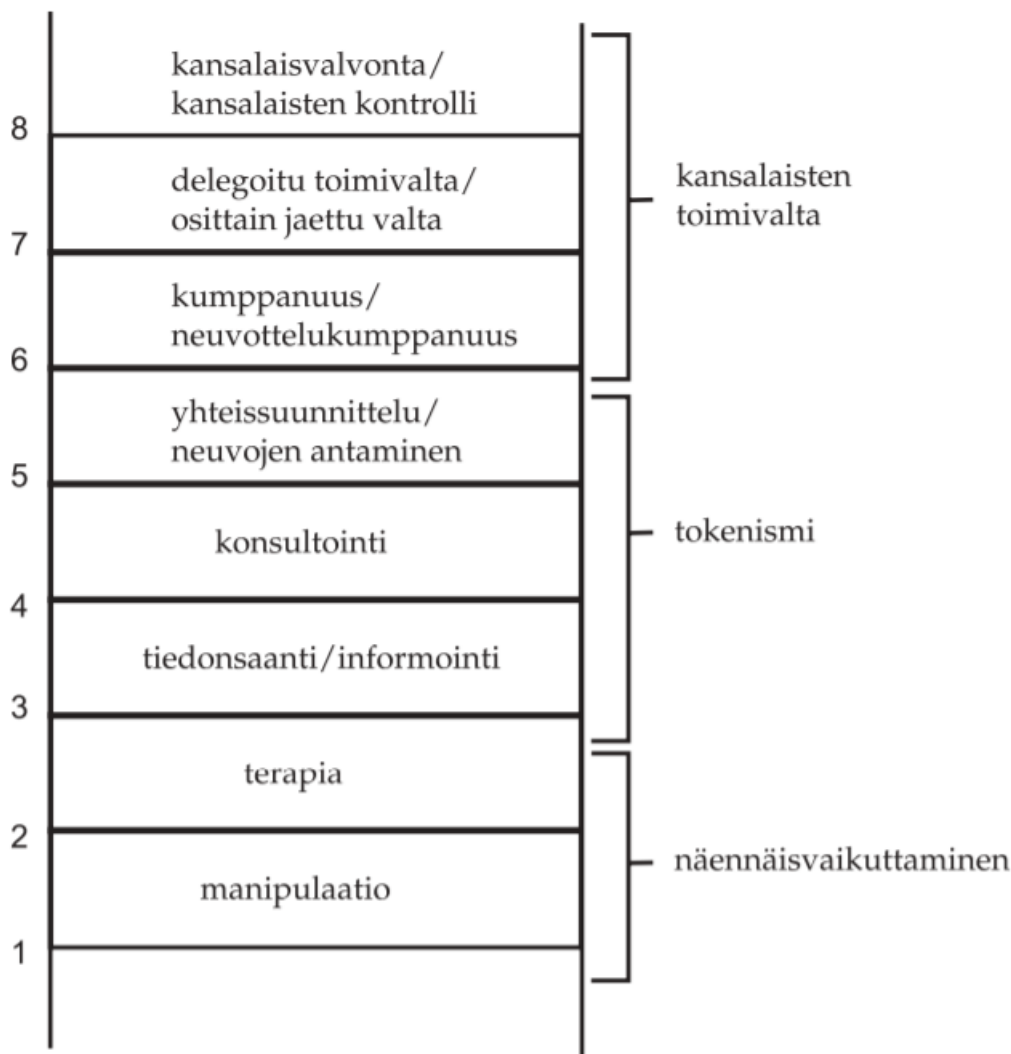 kansalaisvalvonta/
kansalaisten kontrolli
8
delegoitu toimivalta/
osittain jaettu valta
7
kumppanuus/
neuvottelukumppanuus
6
yhteissuunnittelu/
neuvojen antaminen
5
konsultointi
4
tiedonsaanti/informointi
3
terapia
2
manipulaatio
1
kansalaisten
toimivalta
tokenismi
näennäisvaikuttaminen